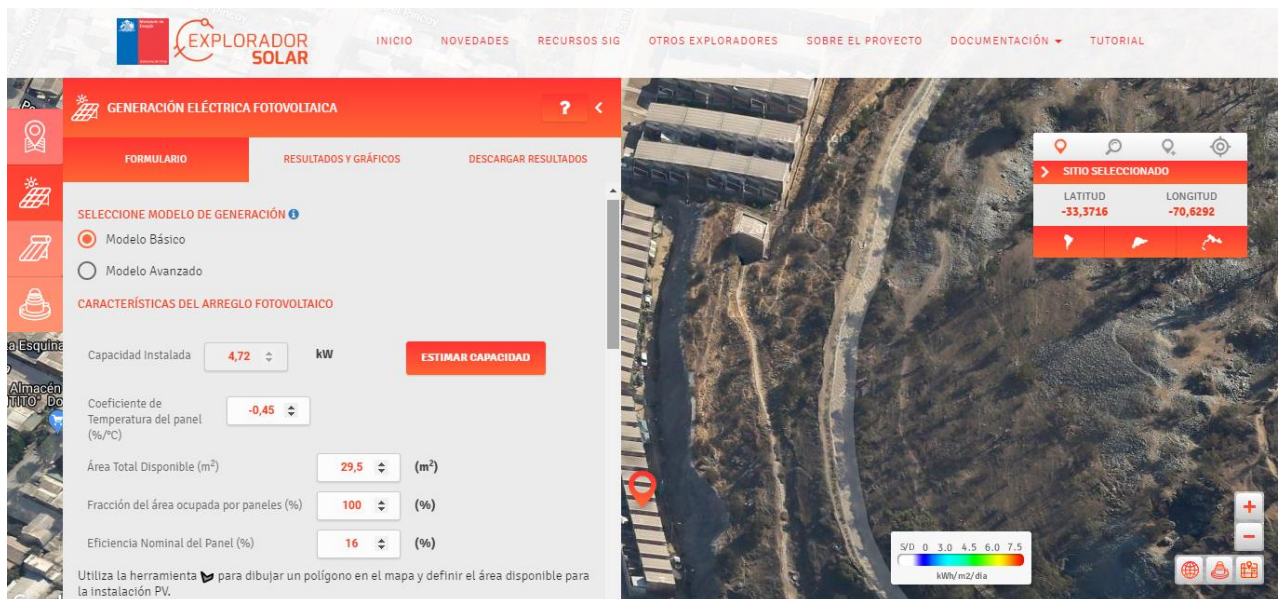 EXPLORADOR
SOLAR
INICIO
NOVEDADES
RECURSOS SIG
OTROS EXPLORADORES
SOBRE EL PROYECTO
DOCUMENTACIÓN
TUTORIAL
GENERACIÓN ELÉCTRICA FOTOVOLTAICA
?
FORMULARIO
RESULTADOS Y GRÁFICOS
DESCARGAR RESULTADOS
SELECCIONE MODELO DE GENERACIÓN
Modelo Básico
Modelo Avanzado
CARACTERÍSTICAS DEL ARREGLO FOTOVOLTAICO
Capacidad Instalada 4,72 kW
ESTIMAR CAPACIDAD
Coeficiente de
Temperatura del panel
(%/°C)
-0,45
Área Total Disponible (m²) 29,5 (m²)
Fracción del área ocupada por paneles (%) 100 (%)
Eficiencia Nominal del Panel (%) 16 (%)
Utiliza la herramienta para dibujar un polígono en el mapa y definir el área disponible para
la instalación PV.
a Esquina
Almacén
SITIO SELECCIONADO
LATITUD LONGITUD
-33,3716 -70,6292
S/D 0 3.0 4.5 6.0 7.5
kWh/m2/dia
+
−